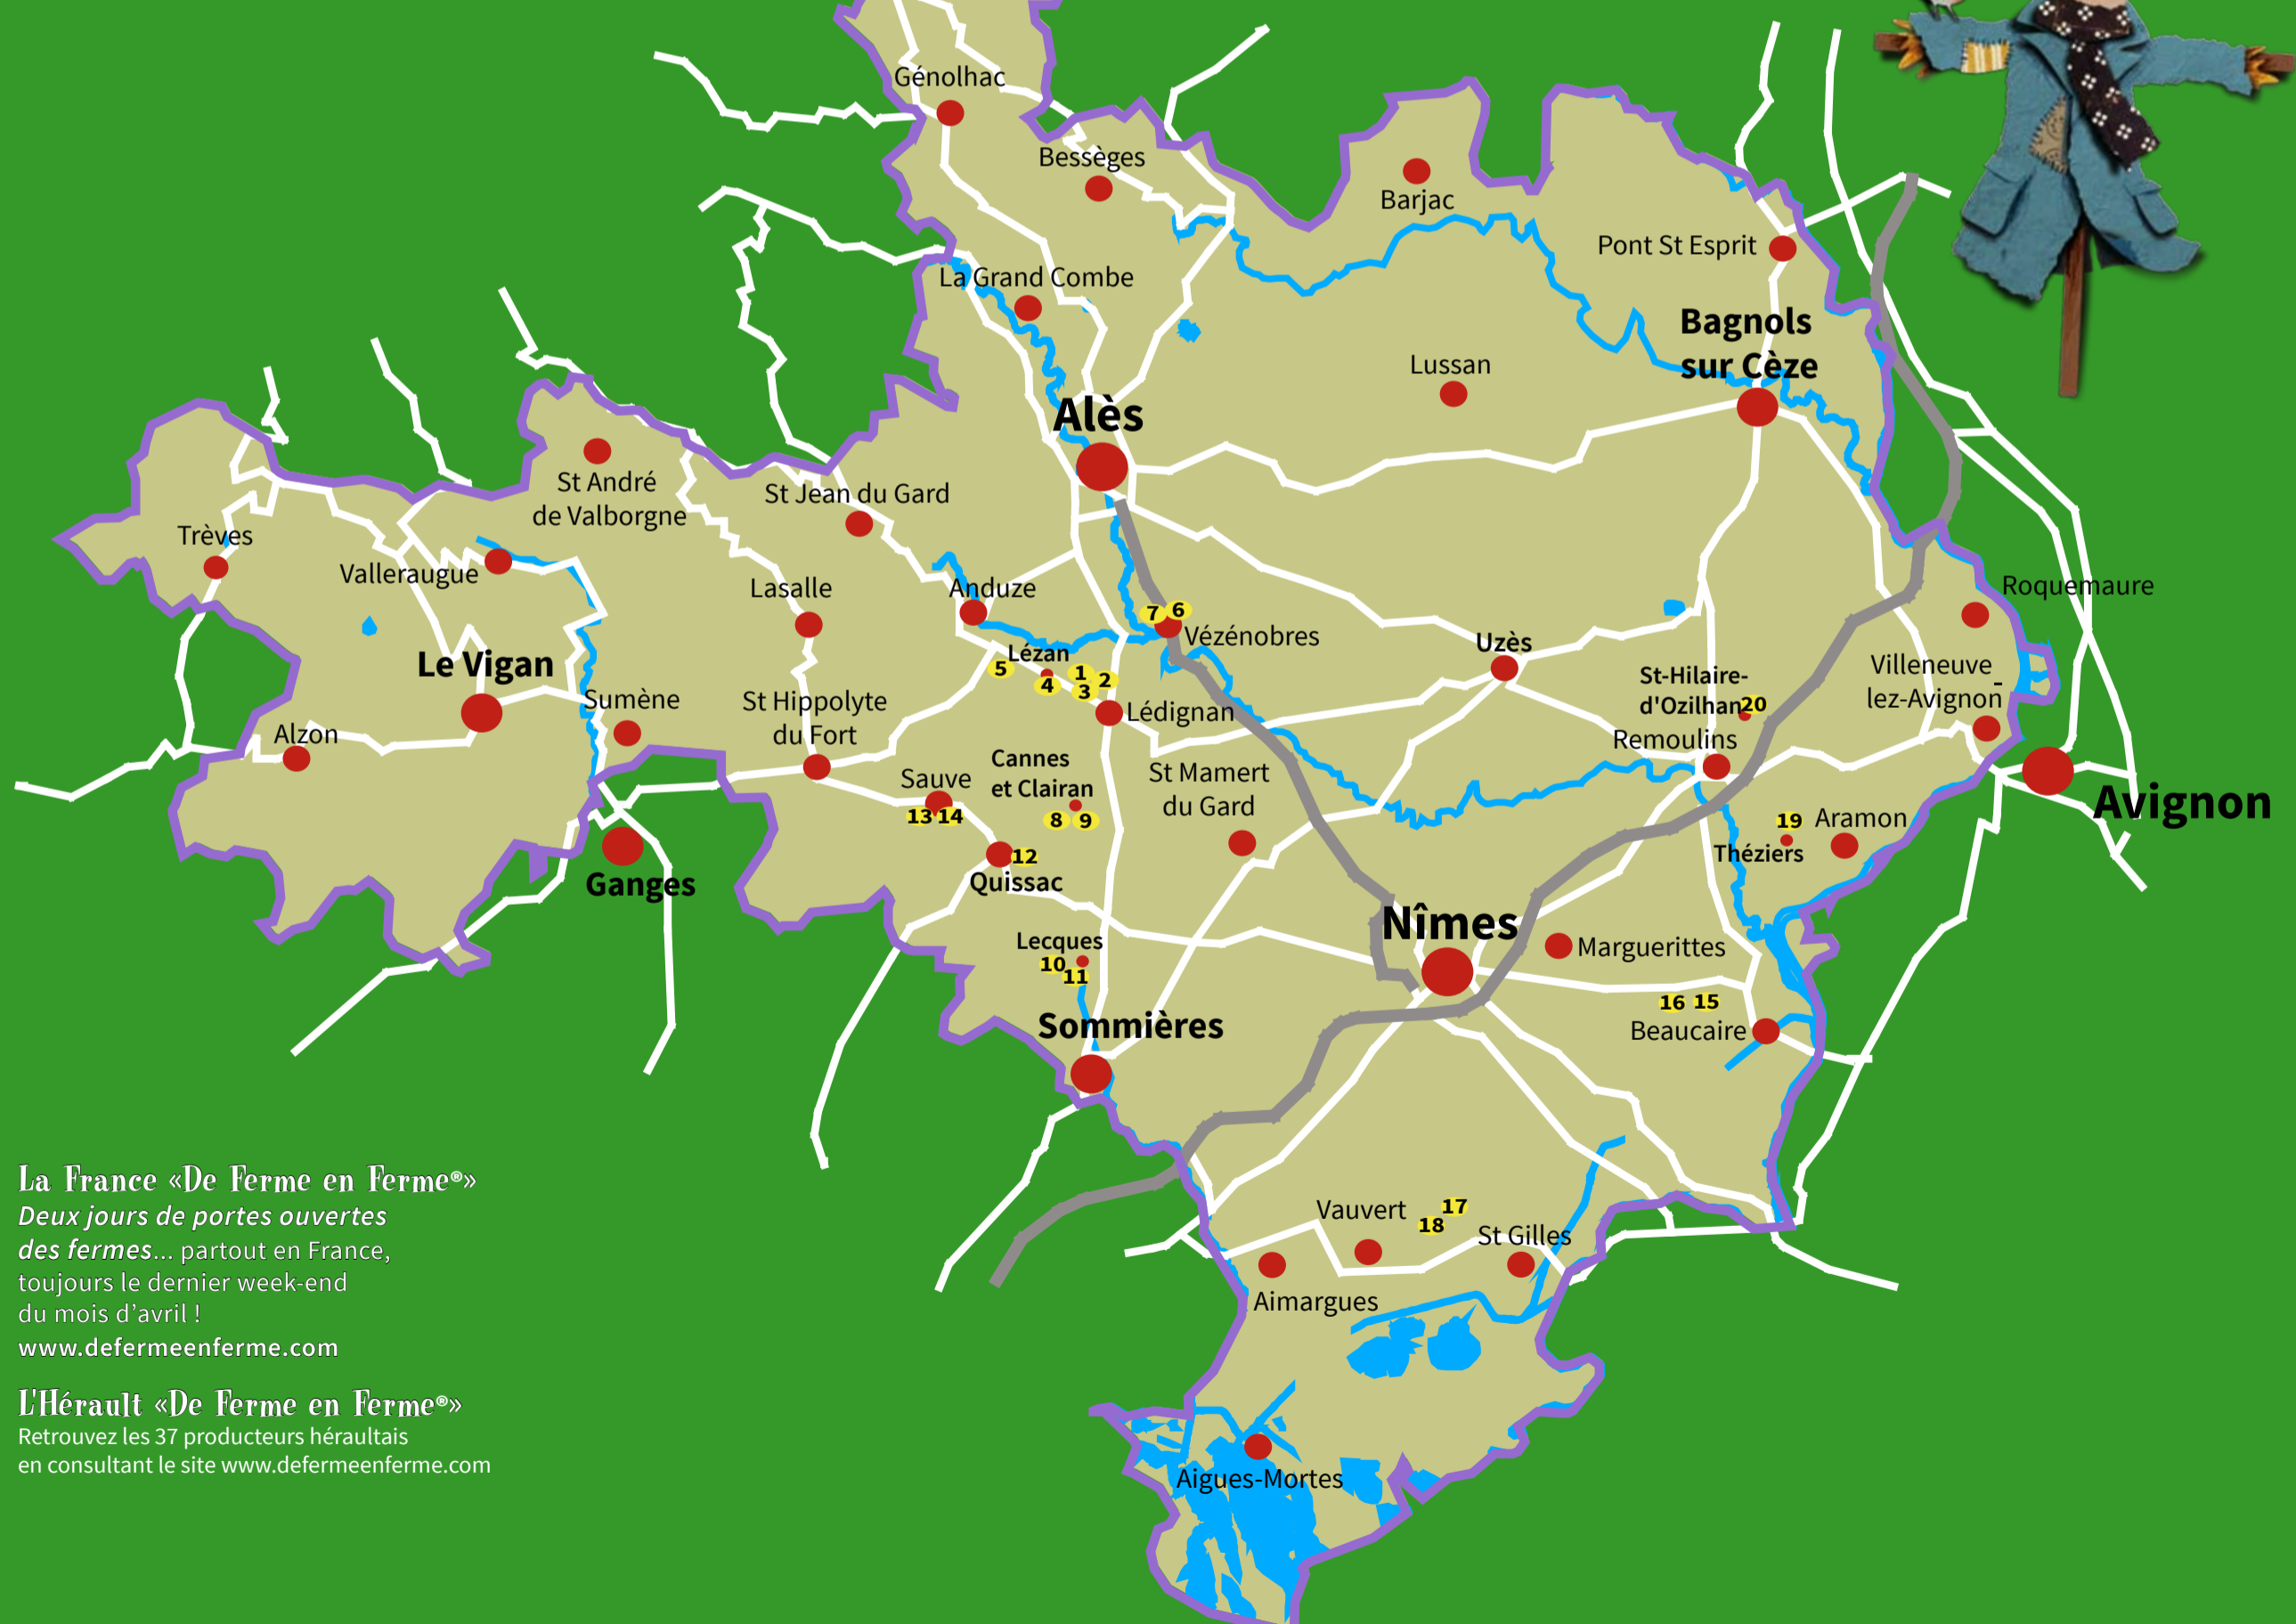 Génolhac
Bessèges
Barjac
Pont St Esprit
La Grand Combe
Bagnols
sur Cèze
Lussan
Alès
St André
de Valborgne
St Jean du Gard
Trèves
Valleraugue
Lasalle
Anduze
Roquemaure
7 6
Vézénobres
Uzès
Lézan
5
4
1 2
3
Le Vigan
St-Hilaire-
d'Ozilhan
20
Villeneuve
lez-Avignon
Sumène
St Hippolyte
du Fort
Lédignan
Alzon
Remoulins
Cannes
et Clairan
8 9
Sauve
13 14
St Mamert
du Gard
Avignon
19
Aramon
Théziers
12
Quissac
Ganges
Nîmes
Marguerittes
Lecques
10
11
16 15
Beaucaire
Sommières
Vauvert
17
18
St Gilles
Aimargues
Aigues-Mortes
La France «De Ferme en Ferme®»
Deux jours de portes ouvertes
des fermes... partout en France,
toujours le dernier week-end
du mois d’avril !
www.defermeenferme.com
L'Hérault «De Ferme en Ferme®»
Retrouvez les 37 producteurs héraultais
en consultant le site www.defermeenferme.com